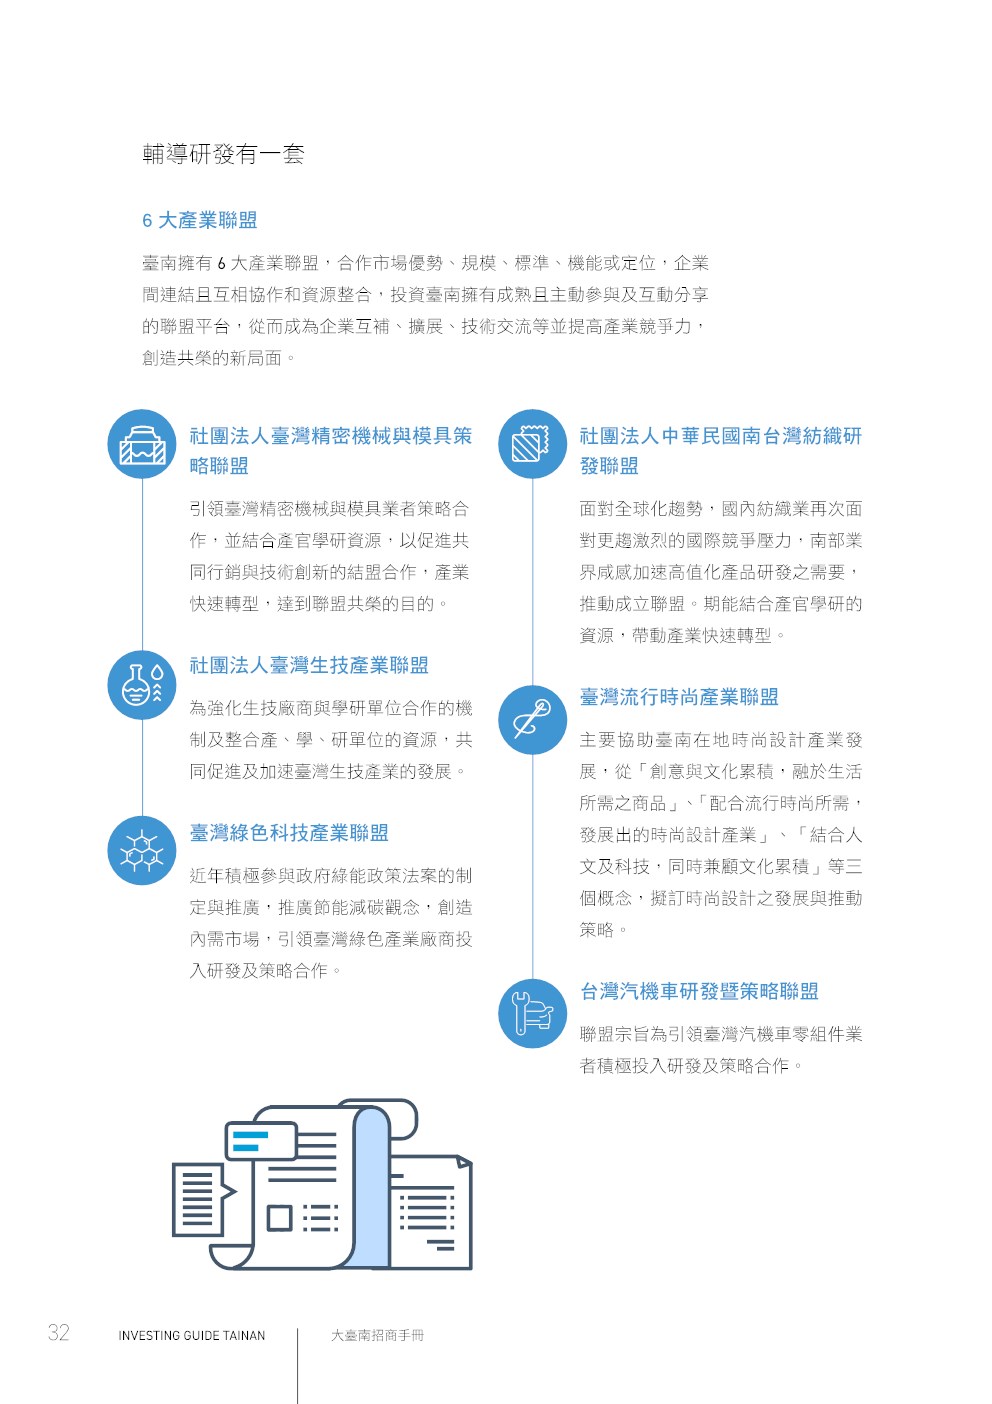 輔導研發有一套
6 大產業聯盟
臺南擁有 6 大產業聯盟，合作市場優勢、規模、標準、機能或定位，企業
間連結且互相協作和資源整合，投資臺南擁有成熟且主動參與及互動分享
的聯盟平台，從而成為企業互補、擴展、技術交流等並提高產業競爭力，
創造共榮的新局面。
社團法人臺灣精密機械與模具策
略聯盟
引領臺灣精密機械與模具業者策略合
作，並結合產官學研資源，以促進共
同行銷與技術創新的結盟合作，產業
快速轉型，達到聯盟共榮的目的。
社團法人臺灣生技產業聯盟
為強化生技廠商與學研單位合作的機
制及整合產、學、研單位的資源，共
同促進及加速臺灣生技產業的發展。
臺灣綠色科技產業聯盟
近年積極參與政府綠能政策法案的制
定與推廣，推廣節能減碳觀念，創造
內需市場，引領臺灣綠色產業廠商投
入研發及策略合作。
社團法人中華民國南台灣紡織研
發聯盟
面對全球化趨勢，國內紡織業再次面
對更趨激烈的國際競爭壓力，南部業
界咸感加速高值化產品研發之需要，
推動成立聯盟。期能結合產官學研的
資源，帶動產業快速轉型。
臺灣流行時尚產業聯盟
主要協助臺南在地時尚設計產業發
展，從「創意與文化累積，融於生活
所需之商品」、「配合流行時尚所需，
發展出的時尚設計產業」、「結合人
文及科技，同時兼顧文化累積」等三
個概念，擬訂時尚設計之發展與推動
策略。
台灣汽機車研發暨策略聯盟
聯盟宗旨為引領臺灣汽機車零組件業
者積極投入研發及策略合作。
32
INVESTING GUIDE TAINAN
大臺南招商手冊